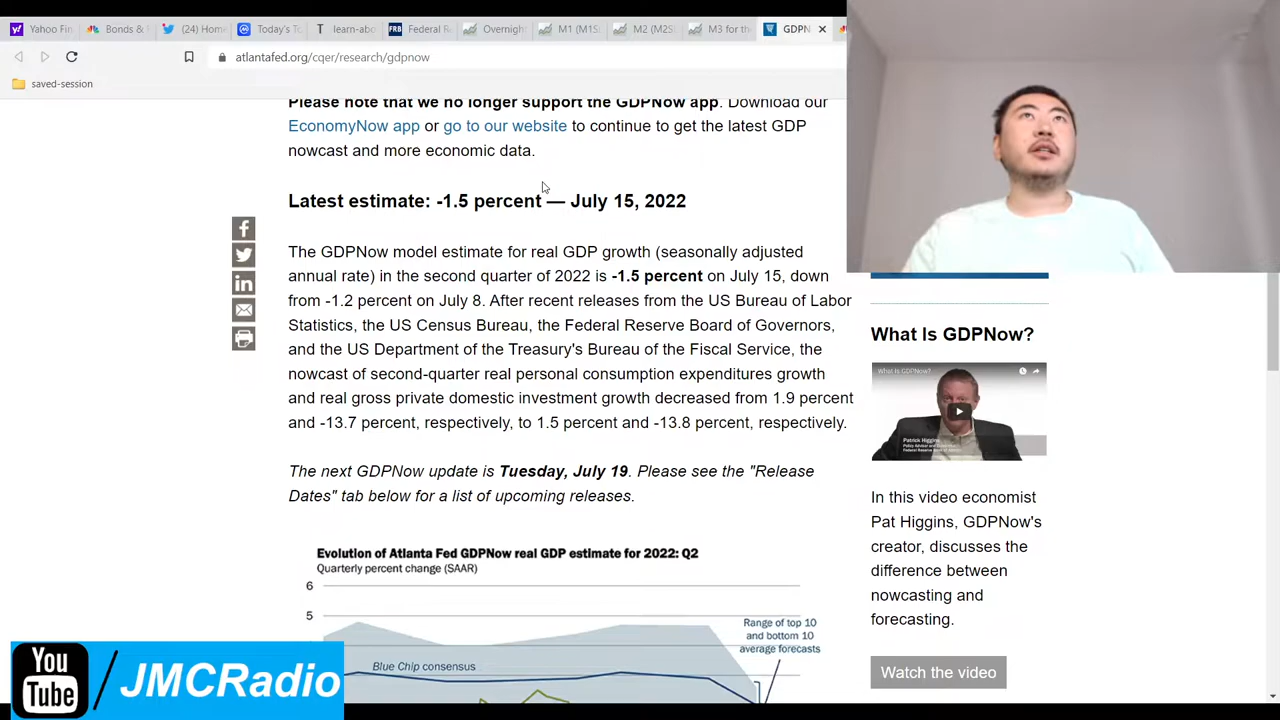 Yahoo Fin
Bonds &
(24) Home
Today's To
learn-abo
Federal Re
Overnigh
M1 (M1S
M2 (M2S
M3 for th
GDPN
atlantafed.org/cqer/research/gdpnow
saved-session
Please note that we no longer support the GDPNow app. Download our
EconomyNow app or go to our website to continue to get the latest GDP
nowcast and more economic data.
Latest estimate: -1.5 percent — July 15, 2022
The GDPNow model estimate for real GDP growth (seasonally adjusted
annual rate) in the second quarter of 2022 is -1.5 percent on July 15, down
from -1.2 percent on July 8. After recent releases from the US Bureau of Labor
Statistics, the US Census Bureau, the Federal Reserve Board of Governors,
and the US Department of the Treasury's Bureau of the Fiscal Service, the
nowcast of second-quarter real personal consumption expenditures growth
and real gross private domestic investment growth decreased from 1.9 percent
and -13.7 percent, respectively, to 1.5 percent and -13.8 percent, respectively.
The next GDPNow update is Tuesday, July 19. Please see the "Release
Dates" tab below for a list of upcoming releases.
Evolution of Atlanta Fed GDPNow real GDP estimate for 2022: Q2
Quarterly percent change (SAAR)
6
5
Range of top 10
and bottom 10
average forecasts
Blue Chip consensus
What Is GDPNow?
What Is GDPNow?
Patrick Higgins
In this video economist
Pat Higgins, GDPNow's
creator, discusses the
difference between
nowcasting and
forecasting.
Watch the video
You
Tube
/JMCRadio